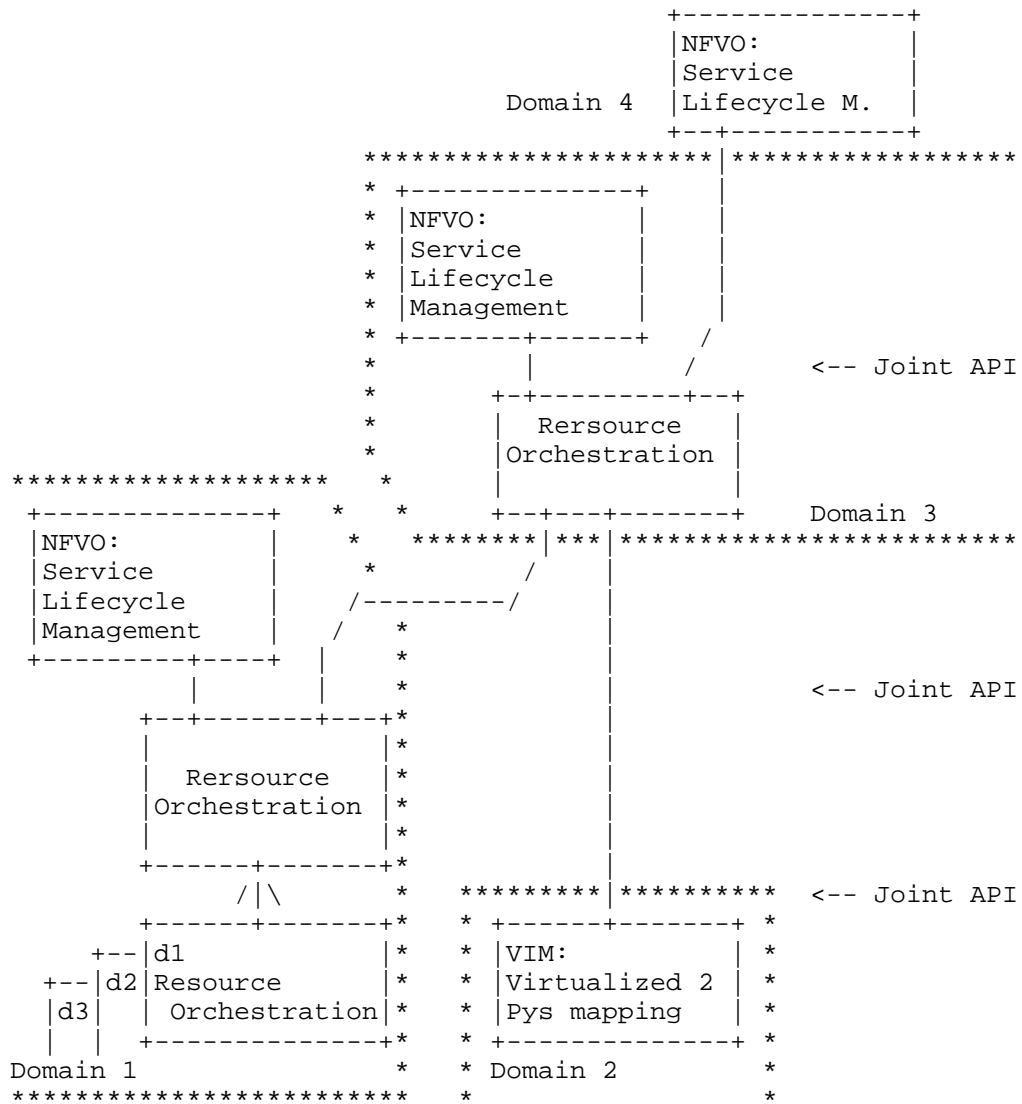 NFVO:
Service
Domain 4 Lifecycle M.
NFVO:
Service
Lifecycle
Management
<-- Joint API
Rersource
Orchestration
Domain 3
NFVO:
Service
Lifecycle
Management
<-- Joint API
Rersource
Orchestration
<-- Joint API
d1 VIM:
d2 Resource Virtualized 2
d3 Orchestration Pys mapping
Domain 1 Domain 2